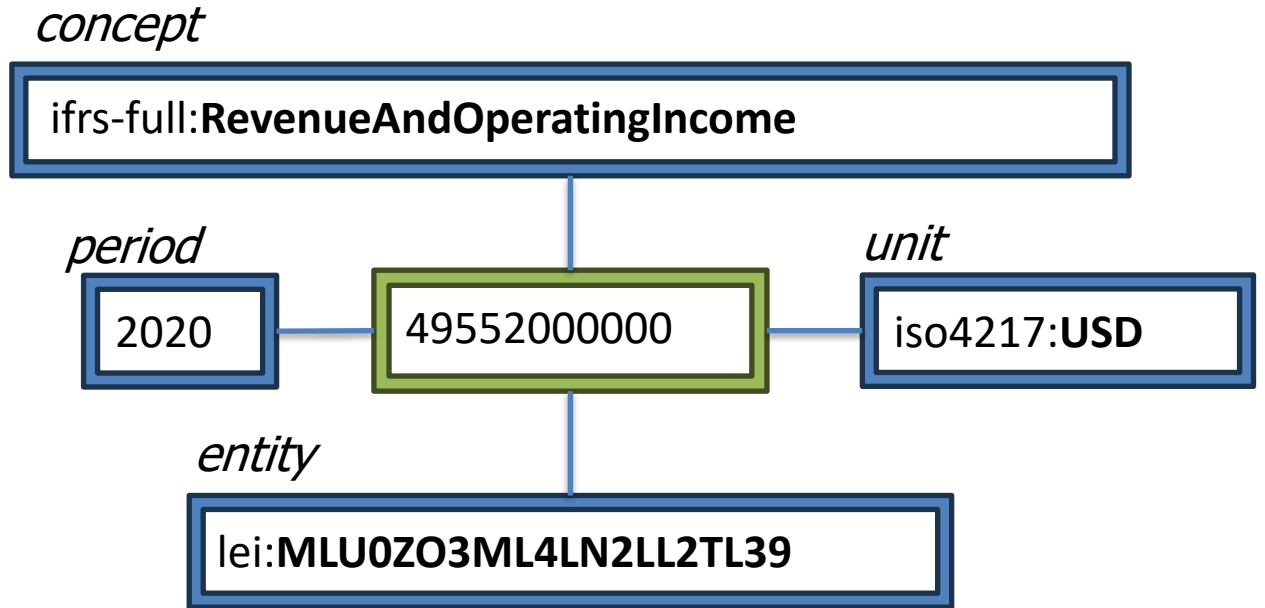 concept
ifrs-full:RevenueAndOperatingIncome
period
unit
2020
49552000000
iso4217:USD
entity
lei:MLU0ZO3ML4LN2LL2TL39